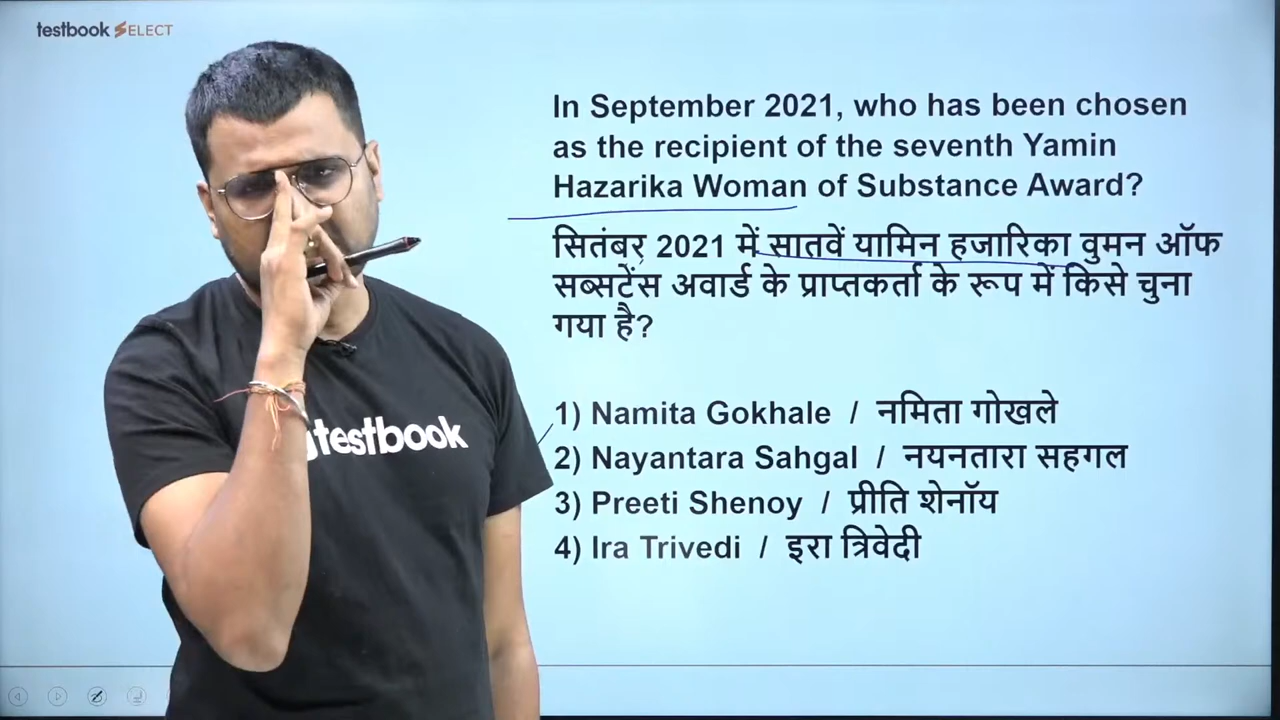 testbook SELECT
In September 2021, who has been chosen
as the recipient of the seventh Yamin
Hazarika Woman of Substance Award?
सितंबर 2021 में सातवें यामिन हजारिका वुमन ऑफ
सब्सटेंस अवार्ड के प्राप्तकर्ता के रूप में किसे चुना
गया है?
1) Namita Gokhale / नमिता गोखले
2) Nayantara Sahgal / नयनतारा सहगल
3) Preeti Shenoy / प्रीति शेनॉय
4) Ira Trivedi / इरा त्रिवेदी
testbook